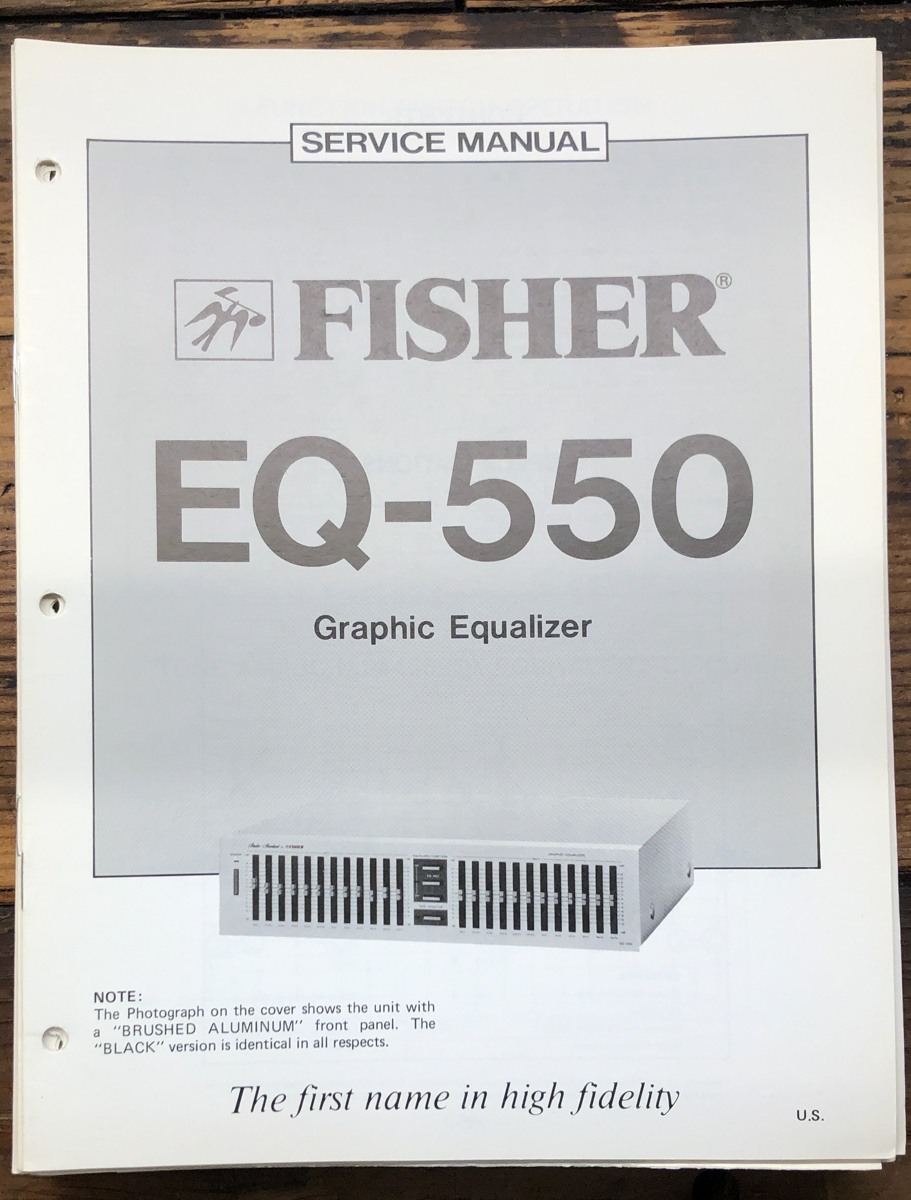 SERVICE MANUAL
FISHER®
EQ-550
Graphic Equalizer
NOTE:
The Photograph on the cover shows the unit with
a "BRUSHED ALUMINUM" front panel. The
"BLACK" version is identical in all respects.
The first name in high fidelity
U.S.